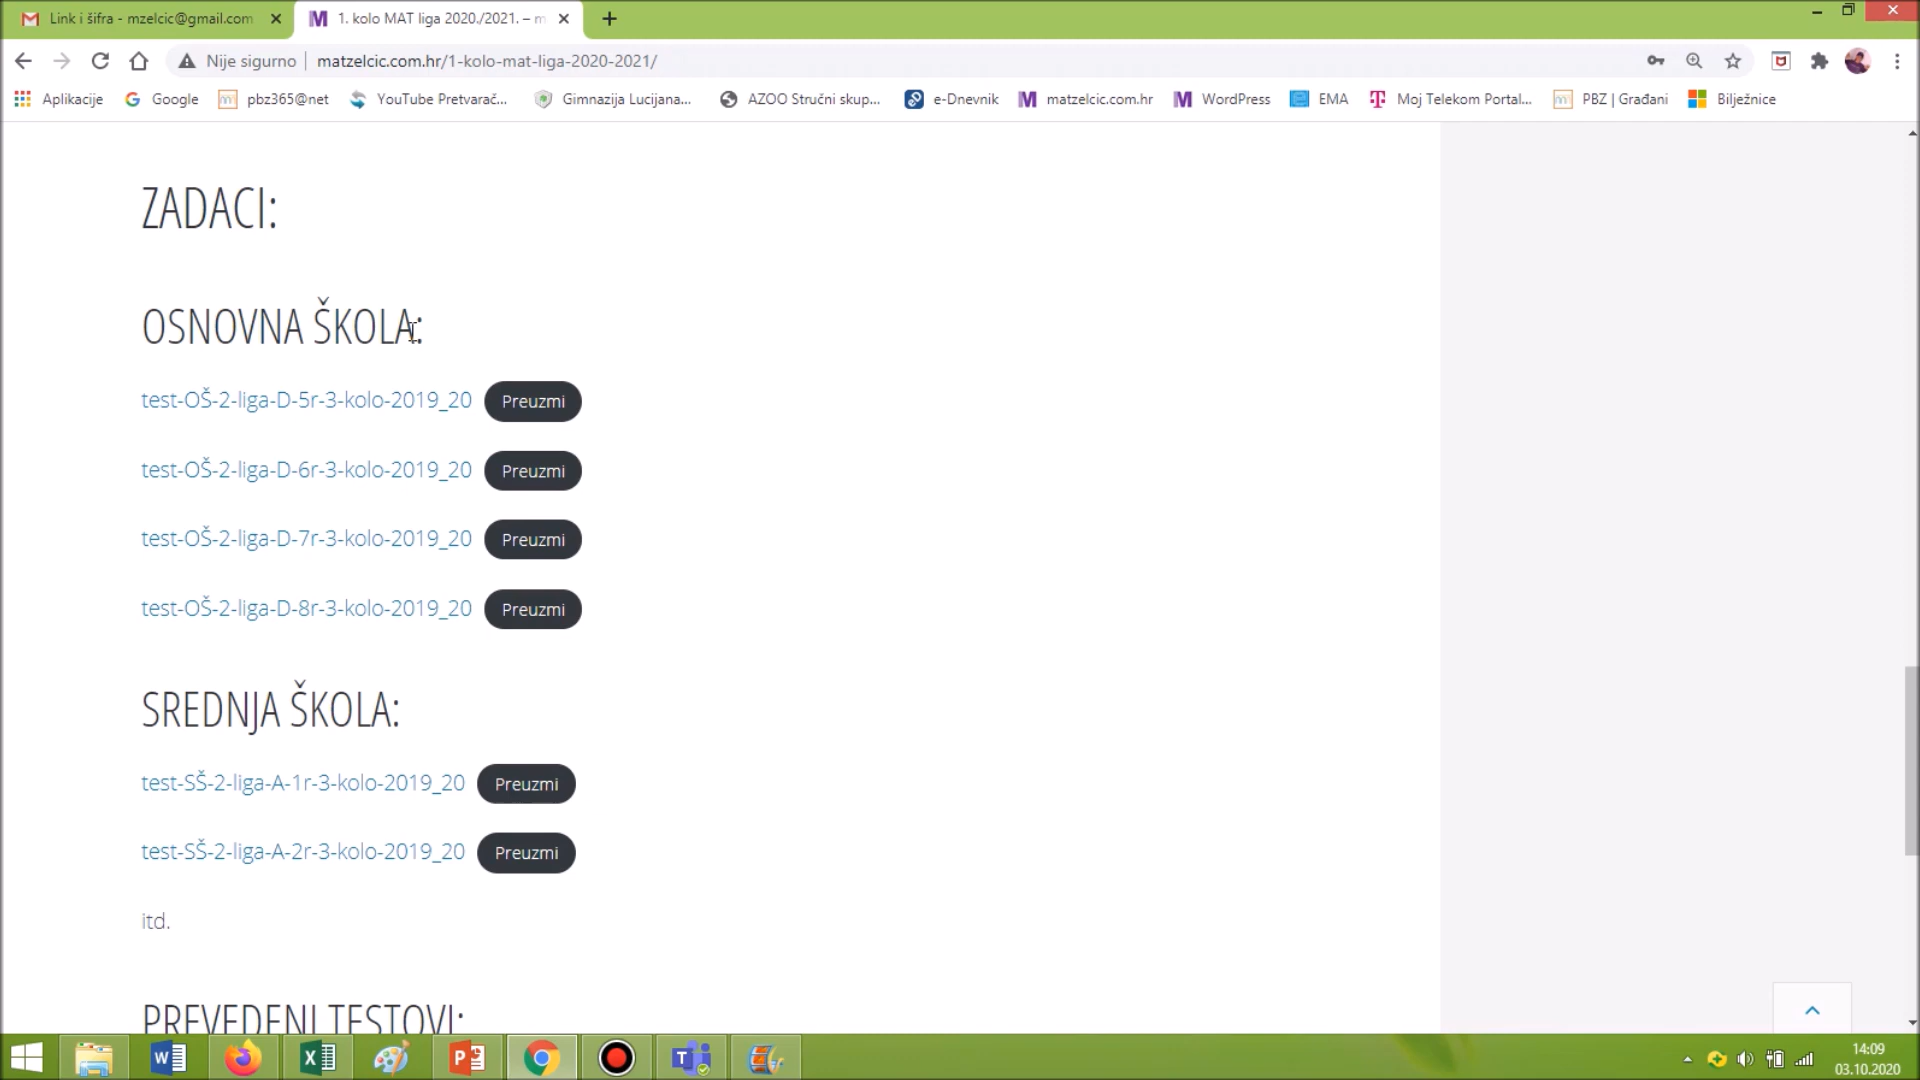 Link i šifra - mzelcic@gmail.com
1. kolo MAT liga 2020./2021. – m
Nije sigurno
matzelcic.com.hr/1-kolo-mat-liga-2020-2021/
Aplikacije
Google
pbz365@net
YouTube Pretvarač...
Gimnazija Lucijana...
AZOO Stručni skup...
e-Dnevnik
matzelcic.com.hr
WordPress
EMA
Moj Telekom Portal...
PBZ | Građani
Bilježnice
ZADACI:
OSNOVNA ŠKOLA:
test-OŠ-2-liga-D-5r-3-kolo-2019_20 Preuzmi
test-OŠ-2-liga-D-6r-3-kolo-2019_20 Preuzmi
test-OŠ-2-liga-D-7r-3-kolo-2019_20 Preuzmi
test-OŠ-2-liga-D-8r-3-kolo-2019_20 Preuzmi
SREDNJA ŠKOLA:
test-SŠ-2-liga-A-1r-3-kolo-2019_20 Preuzmi
test-SŠ-2-liga-A-2r-3-kolo-2019_20 Preuzmi
itd.
PREVEDENI TESTOVI:
14:09
03.10.2020